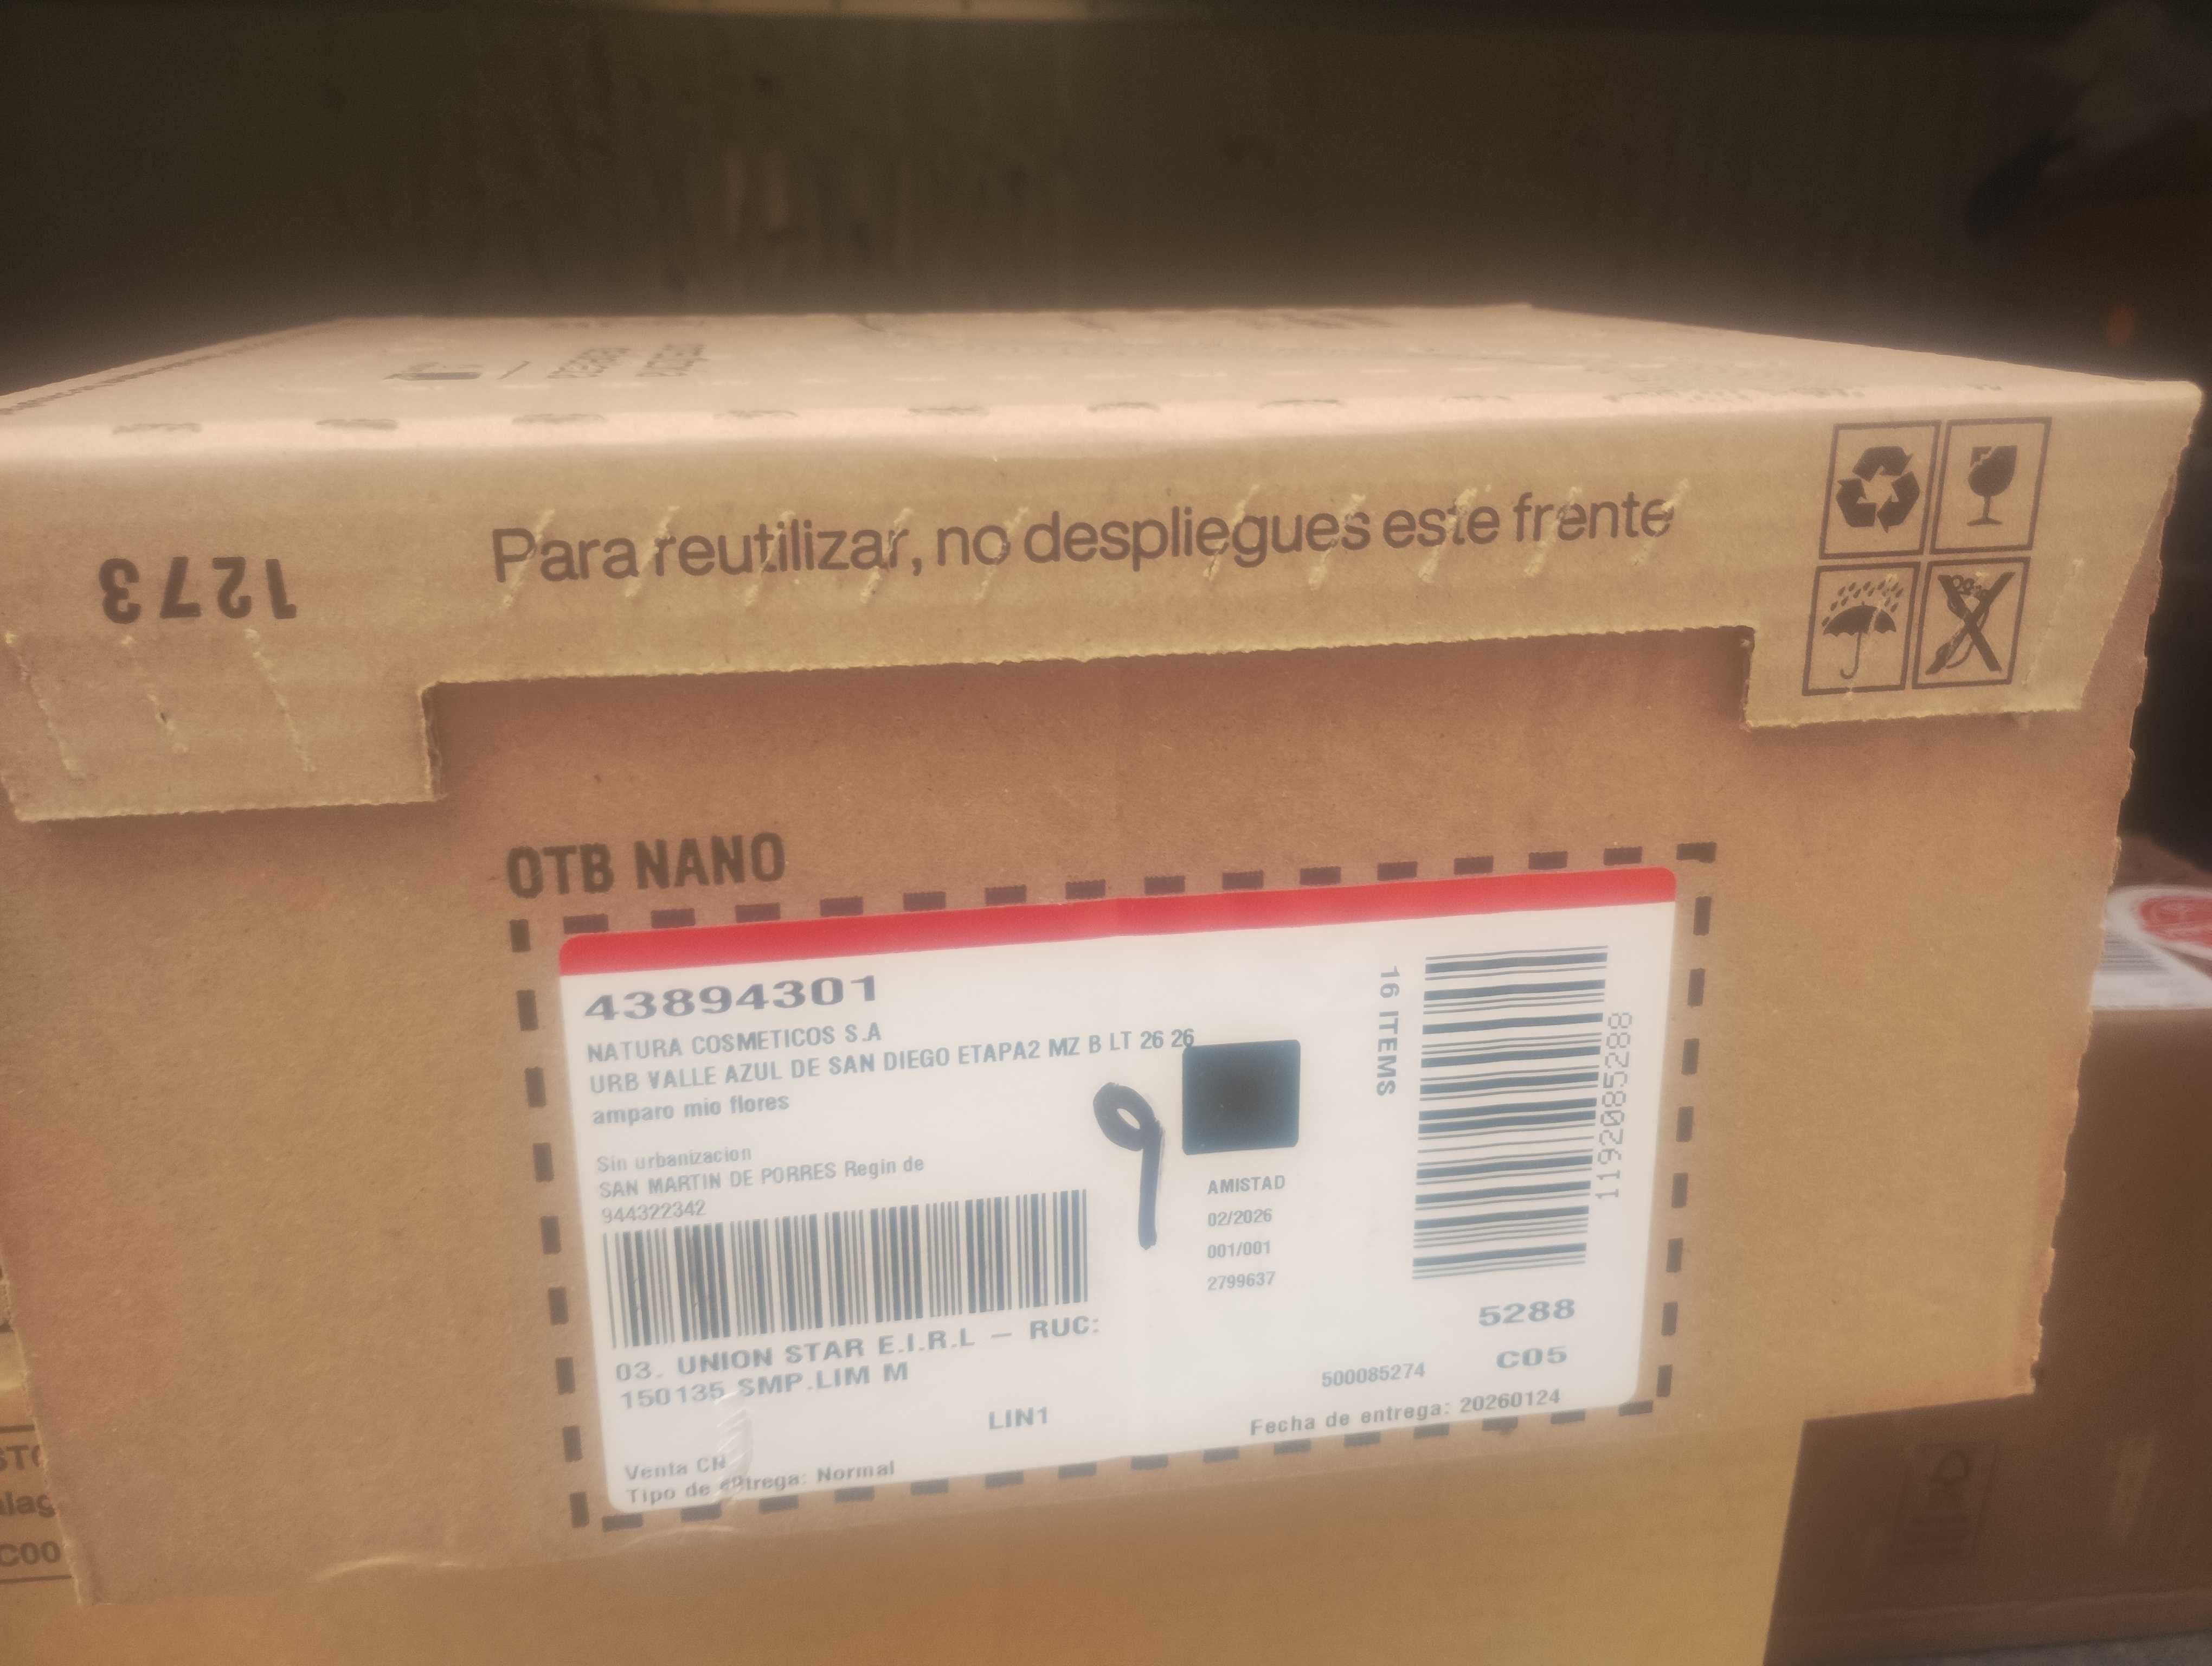 1273
Para reutilizar, no despliegues este frente
OTB NANO
43894301
NATURA COSMETICOS S.A
URB VALLE AZUL DE SAN DIEGO ETAPA2 MZ B LT 26 26
amparo mio flores
Sin urbanizacion
SAN MARTIN DE PORRES Regin de
944322342
9
AMISTAD
02/2026
001/001
2799637
16 ITEMS
1192085288
03. UNION STAR E.I.R.L – RUC:
150135 SMP.LIM M
LIN1
5288
C05
500085274
Fecha de entrega: 20260124
Venta CR
Tipo de entrega: Normal
C00